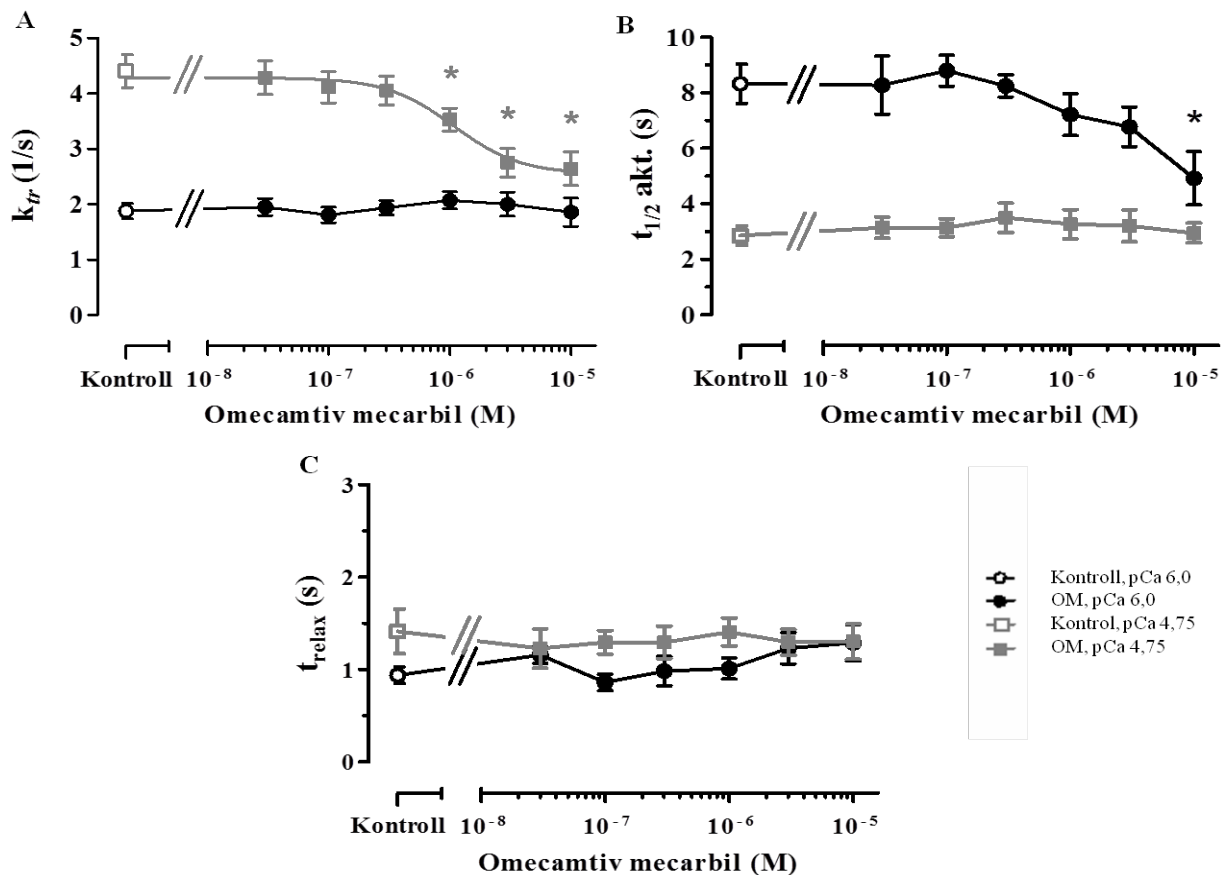 A
k_tr (1/s)
5
4
3
2
1
0
* * *
Kontroll 10⁻⁸ 10⁻⁷ 10⁻⁶ 10⁻⁵
Omecamtiv mecarbil (M)
B
t_1/2 akt. (s)
10
8
6
4
2
0
*
Kontroll 10⁻⁸ 10⁻⁷ 10⁻⁶ 10⁻⁵
Omecamtiv mecarbil (M)
C
t_relax (s)
3
2
1
0
Kontroll 10⁻⁸ 10⁻⁷ 10⁻⁶ 10⁻⁵
Omecamtiv mecarbil (M)
Kontroll, pCa 6,0
OM, pCa 6,0
Kontrol, pCa 4,75
OM, pCa 4,75